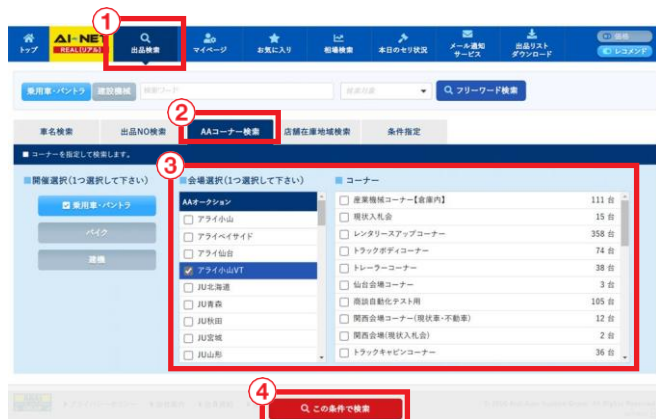 ①
AI-NET
REAL(リアル)
トップ
出品検索
マイページ
お気に入り
相場検索
本日のセリ状況
メール通知
サービス
出品リスト
ダウンロード
価格
レコメンド
乗用車・バントラ 建設機械 検索コード
フリーワード検索
②
車名検索 出品NO検索 AAコーナー検索 店舗在庫地域検索 条件指定
■ コーナーを指定して検索します。
③
■開催選択(1つ選択して下さい) ■会場選択(1つ選択して下さい) ■ コーナー
乗用車・バントラ
バイク
建機
AAオークション
アライ小山
アライベイサイド
アライ仙台
アライ小山VT
JU北海道
JU青森
JU秋田
JU宮城
JU山形
産業機械コーナー【倉庫内】 111 台
現状入札会 15 台
レンタリースアップコーナー 358 台
トラックボディコーナー 74 台
トレーラーコーナー 38 台
仙台会場コーナー 3 台
商談自動化テスト用 105 台
関西会場コーナー(現状車・不動車) 12 台
関西会場(現状入札会) 2 台
トラックキャビンコーナー 36 台
④
この条件で検索